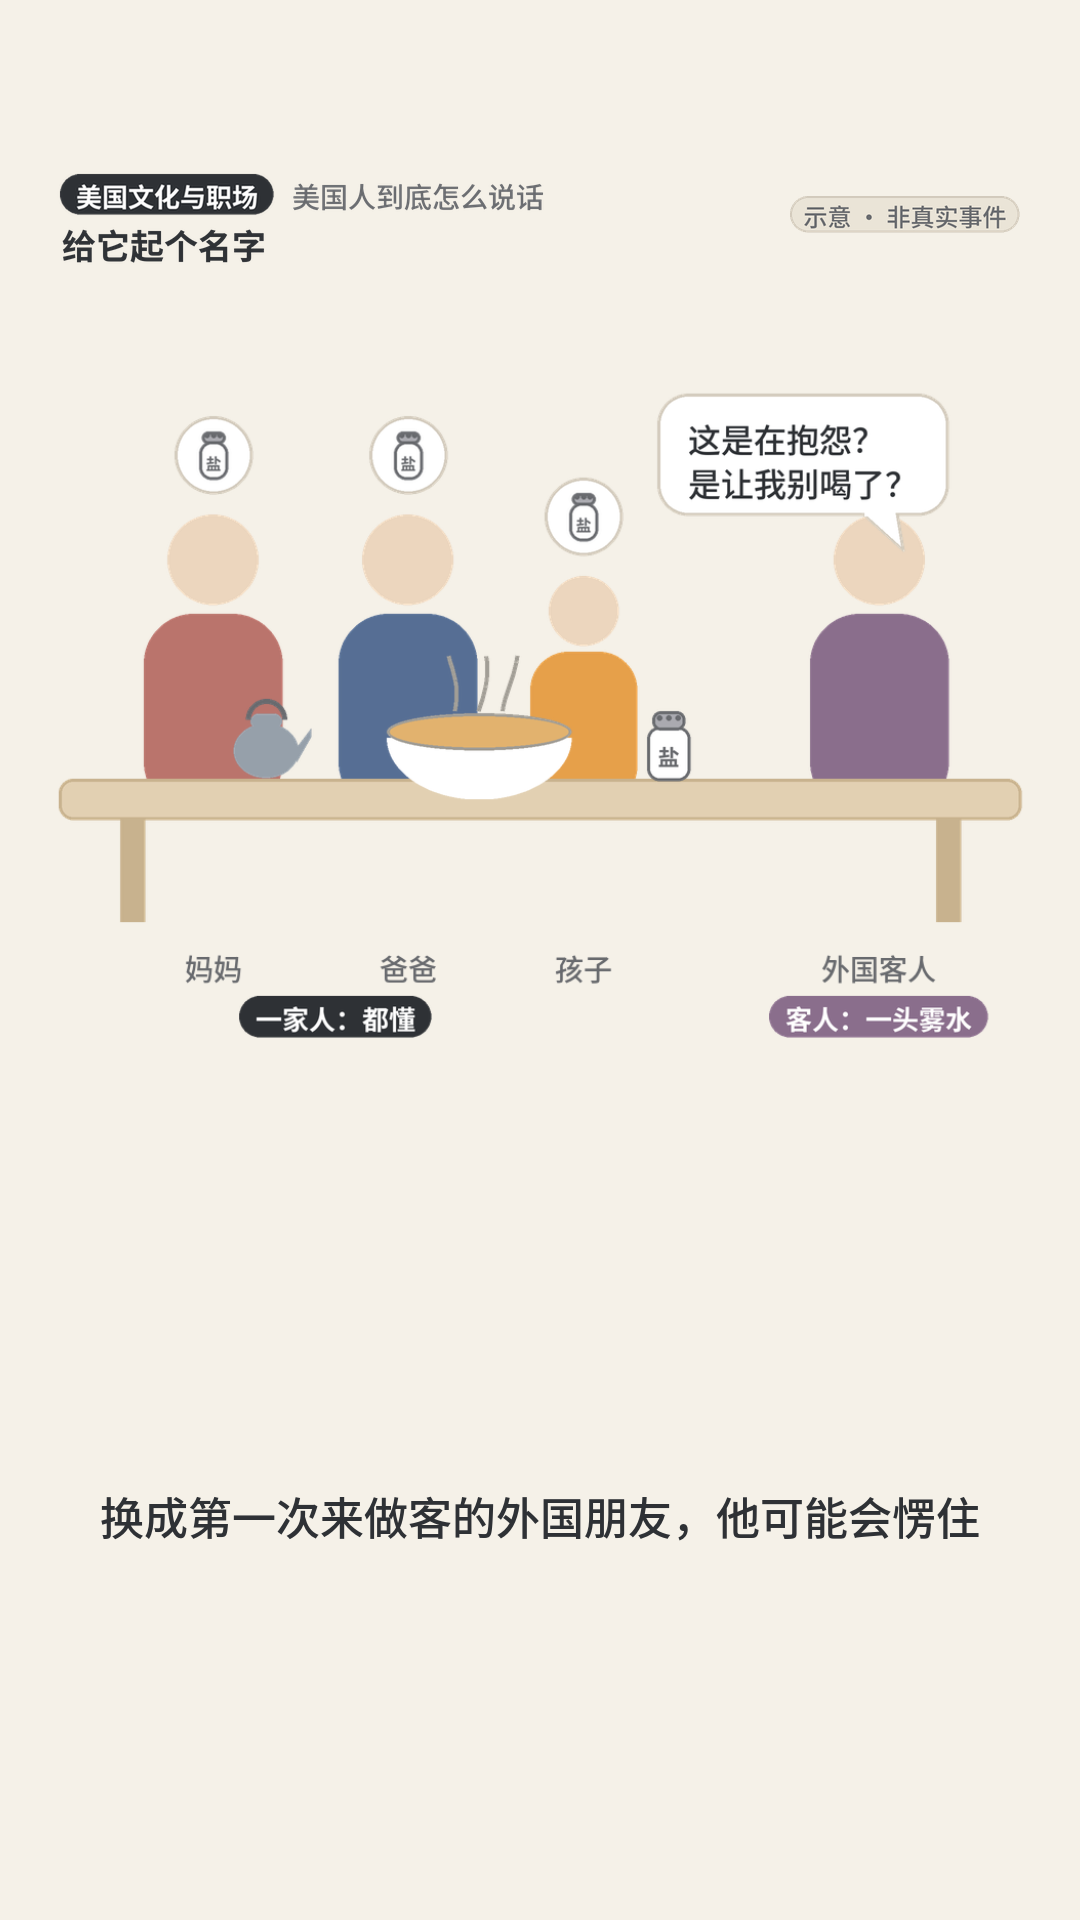 美国文化与职场 美国人到底怎么说话
给它起个名字
示意 · 非真实事件
盐
盐
盐
这是在抱怨？
是让我别喝了？
盐
妈妈
爸爸
孩子
外国客人
一家人：都懂
客人：一头雾水
换成第一次来做客的外国朋友，他可能会愣住